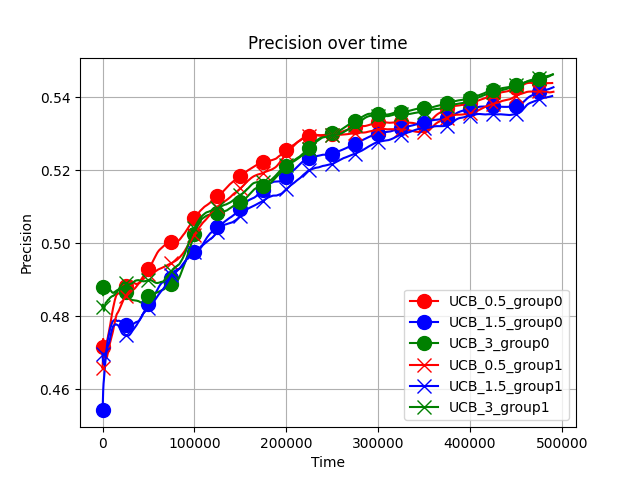 Precision over time
Precision
0.54
0.52
0.50
0.48
0.46
UCB_0.5_group0
UCB_1.5_group0
UCB_3_group0
UCB_0.5_group1
UCB_1.5_group1
UCB_3_group1
0 100000 200000 300000 400000 500000
Time